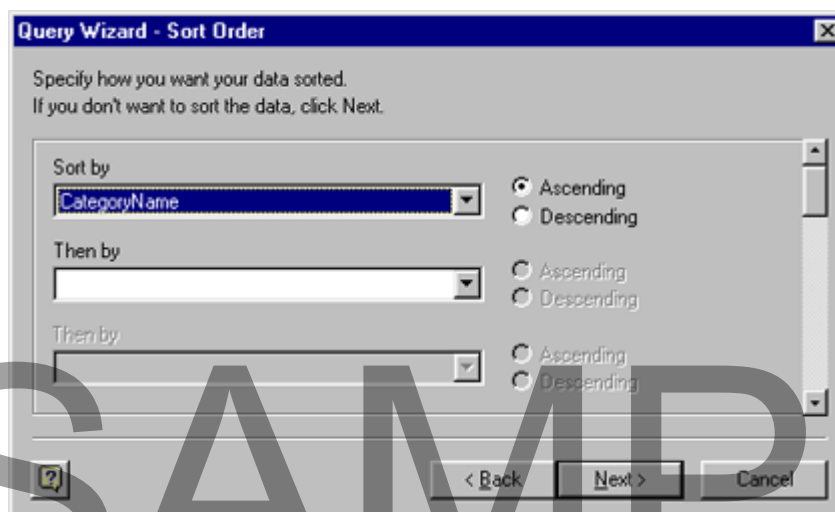 Query Wizard - Sort Order
Specify how you want your data sorted.
If you don't want to sort the data, click Next.
Sort by
CategoryName
Ascending
Descending
Then by
Ascending
Descending
Then by
Ascending
Descending
< Back
Next >
Cancel
SAMP